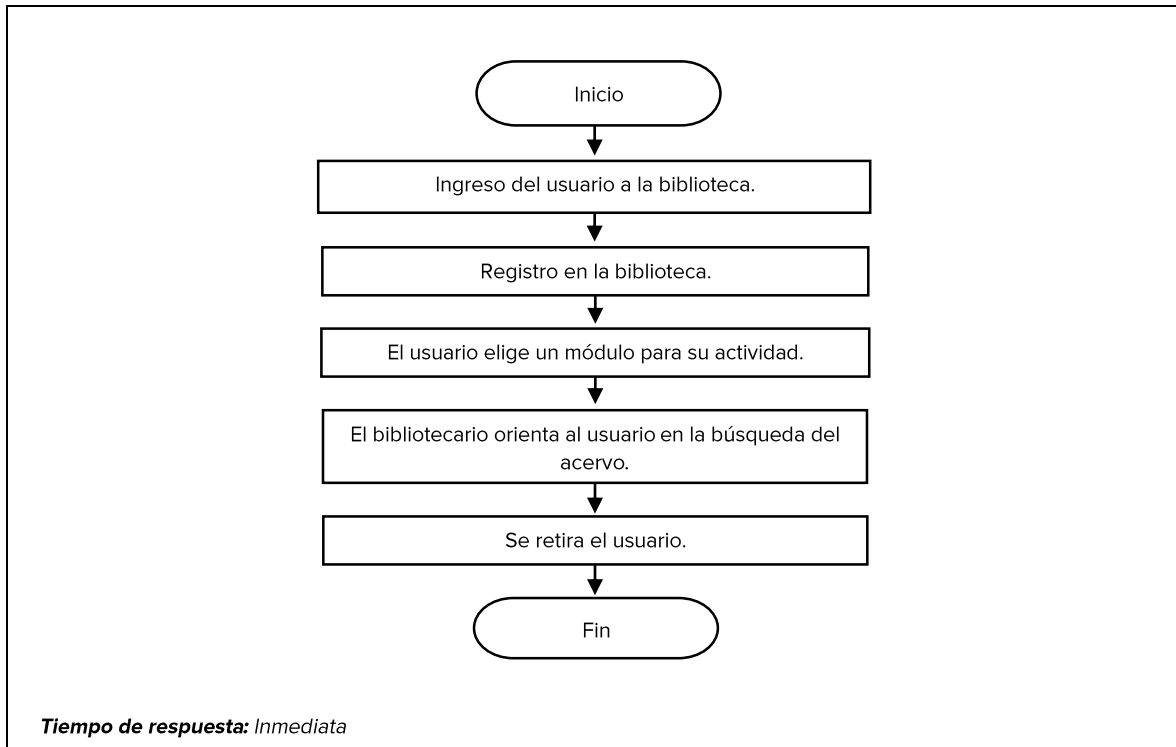 Inicio
Ingreso del usuario a la biblioteca.
Registro en la biblioteca.
El usuario elige un módulo para su actividad.
El bibliotecario orienta al usuario en la búsqueda del
acervo.
Se retira el usuario.
Fin
Tiempo de respuesta: Inmediata